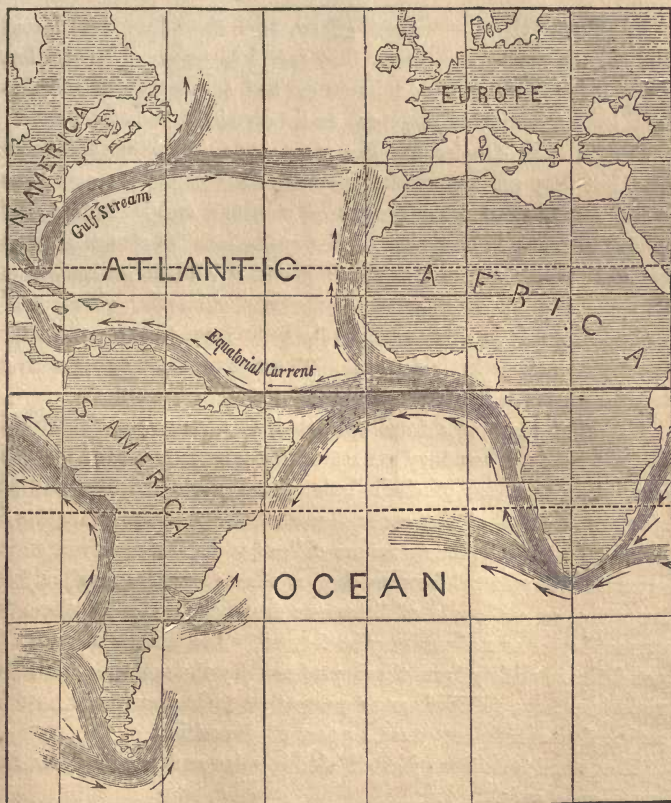 EUROPE
N. AMERICA
Gulf Stream
ATLANTIC
AFRICA
Equatorial Current
S. AMERICA
OCEAN